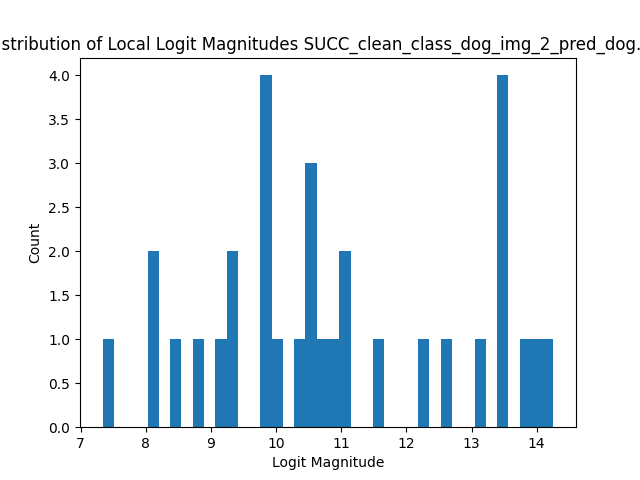 stribution of Local Logit Magnitudes SUCC_clean_class_dog_img_2_pred_dog.
4.0
3.5
3.0
2.5
2.0
1.5
1.0
0.5
0.0
Count
7 8 9 10 11 12 13 14
Logit Magnitude